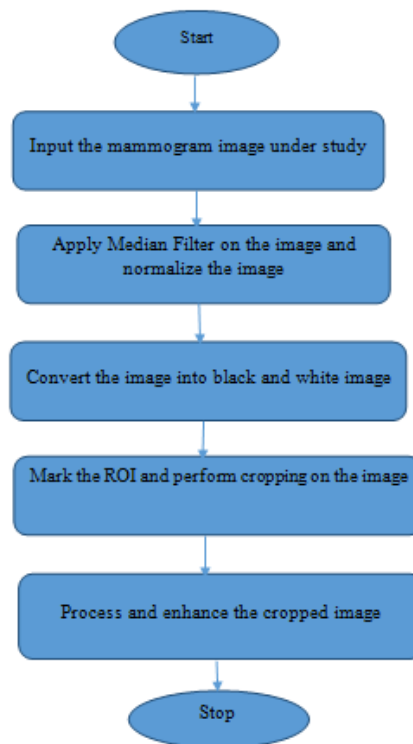 Start
Input the mammogram image under study
Apply Median Filter on the image and
normalize the image
Convert the image into black and white image
Mark the ROI and perform cropping on the image
Process and enhance the cropped image
Stop